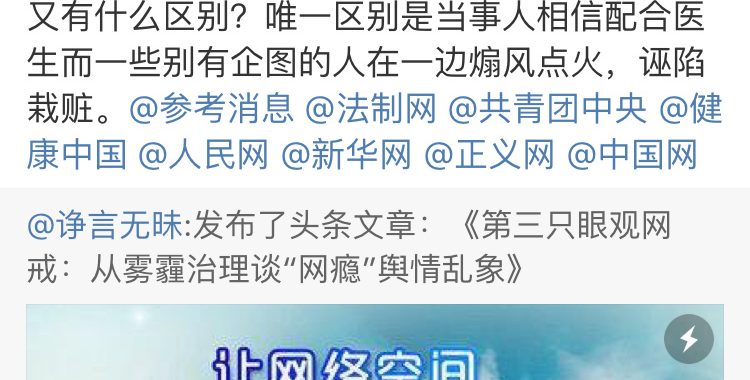 又有什么区别？唯一区别是当事人相信配合医
生而一些别有企图的人在一边煽风点火，诬陷
栽赃。@参考消息 @法制网 @共青团中央 @健
康中国 @人民网 @新华网 @正义网 @中国网
@诤言无昧:发布了头条文章：《第三只眼观网
戒：从雾霾治理谈“网瘾”舆情乱象》
让网络空间